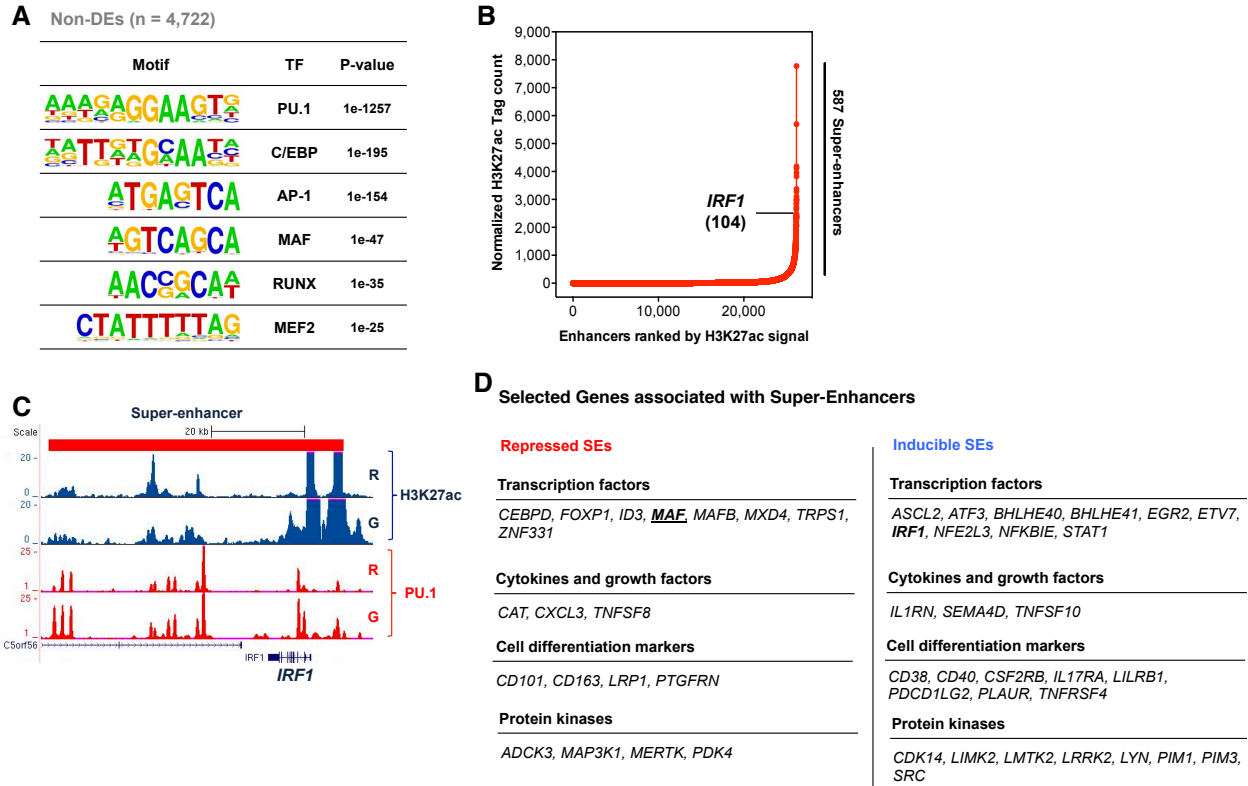 A
Non-DEs (n = 4,722)
Motif TF P-value
AAAGAGGAAGTG PU.1 1e-1257
TATTGTGCAATA C/EBP 1e-195
ATGAGTCA AP-1 1e-154
AGTCAGCA MAF 1e-47
AACCGCAA RUNX 1e-35
CTATTTTTAG MEF2 1e-25
B
Normalized H3K27ac Tag count
9,000
8,000
7,000
6,000
5,000
4,000
3,000
2,000
1,000
0
IRF1
(104)
587 Super-enhancers
0 10,000 20,000
Enhancers ranked by H3K27ac signal
C
Super-enhancer
Scale 20 kb
20 -
0 _
R
20 -
0 _
G
H3K27ac
25 -
1 _
R
25 -
1 _
G
PU.1
C5orf56
IRF1
IRF1
D
Selected Genes associated with Super-Enhancers
Repressed SEs
Transcription factors
CEBPD, FOXP1, ID3, MAF, MAFB, MXD4, TRPS1,
ZNF331
Cytokines and growth factors
CAT, CXCL3, TNFSF8
Cell differentiation markers
CD101, CD163, LRP1, PTGFRN
Protein kinases
ADCK3, MAP3K1, MERTK, PDK4
Inducible SEs
Transcription factors
ASCL2, ATF3, BHLHE40, BHLHE41, EGR2, ETV7,
IRF1, NFE2L3, NFKBIE, STAT1
Cytokines and growth factors
IL1RN, SEMA4D, TNFSF10
Cell differentiation markers
CD38, CD40, CSF2RB, IL17RA, LILRB1,
PDCD1LG2, PLAUR, TNFRSF4
Protein kinases
CDK14, LIMK2, LMTK2, LRRK2, LYN, PIM1, PIM3,
SRC